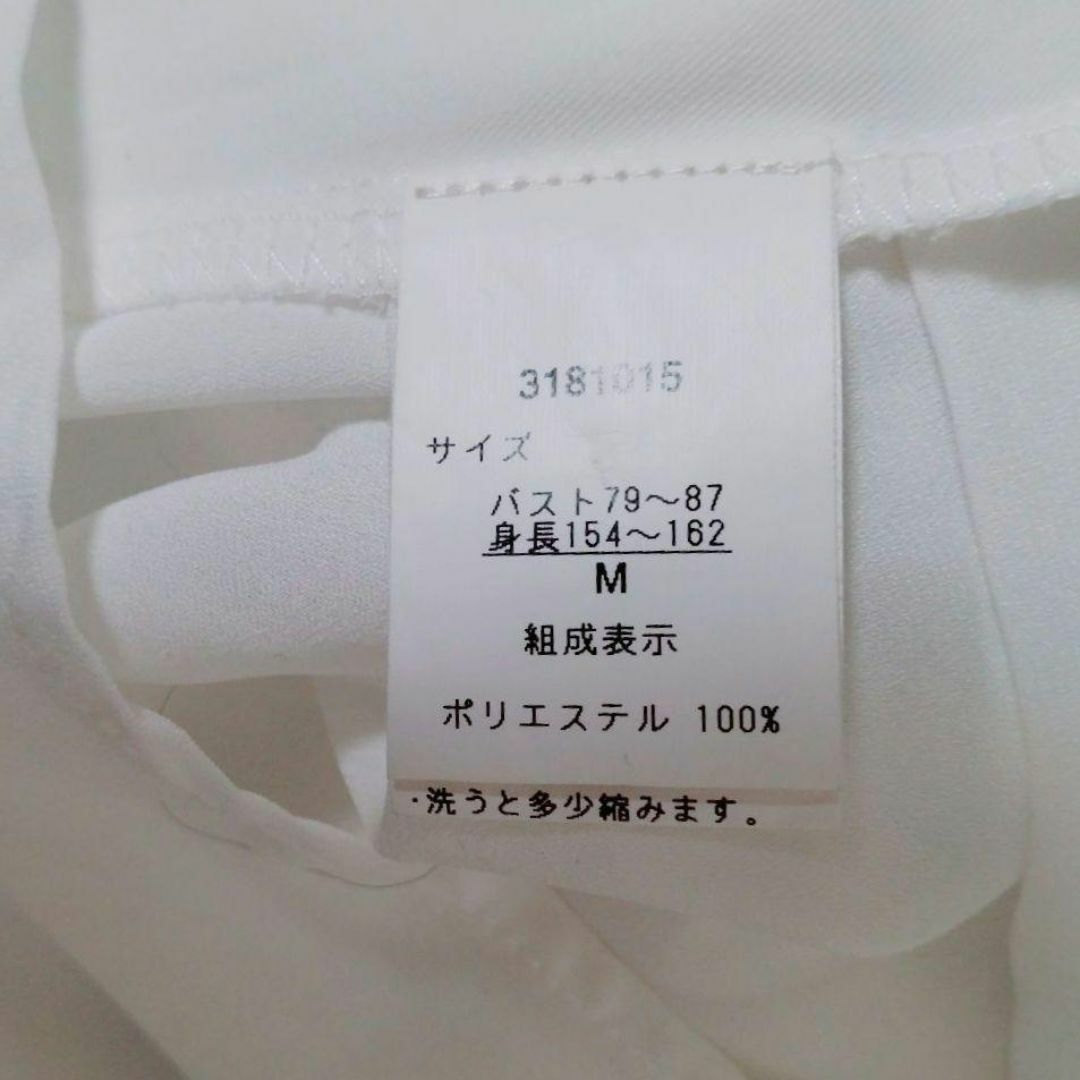 3181015
サイズ
バスト79～87
身長154～162
M
組成表示
ポリエステル 100%
・洗うと多少縮みます。